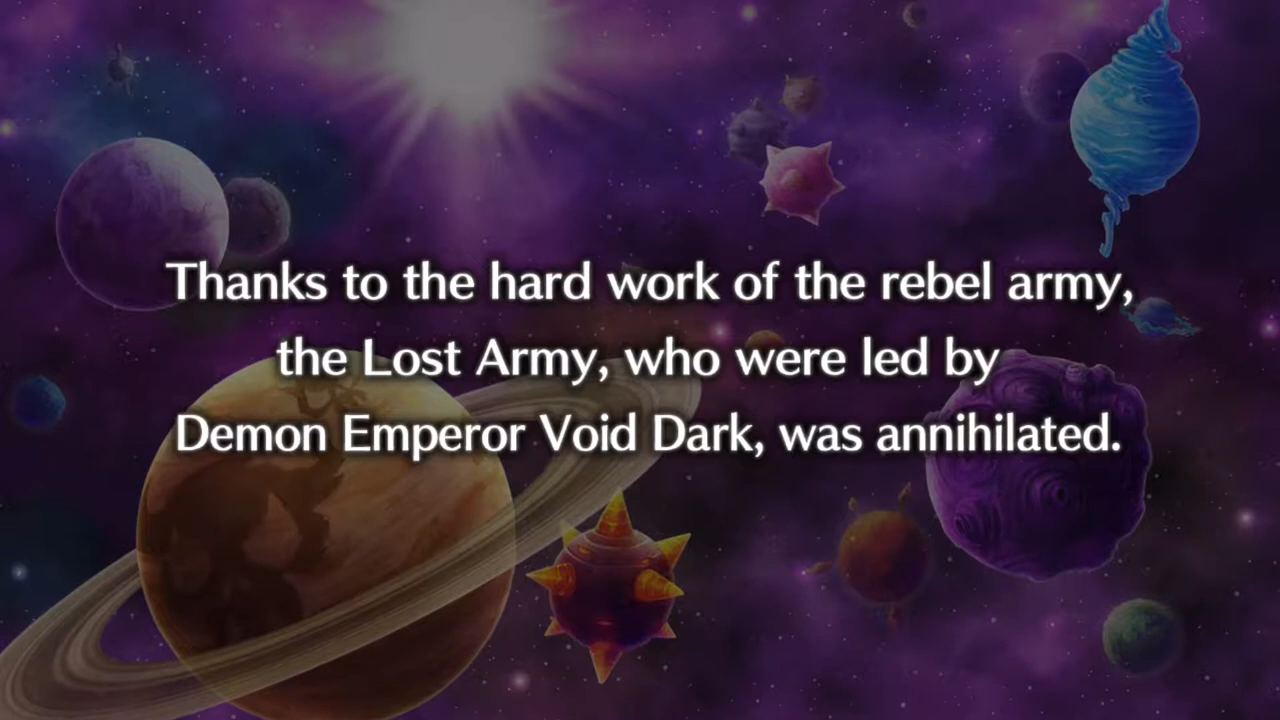 Thanks to the hard work of the rebel army,
the Lost Army, who were led by
Demon Emperor Void Dark, was annihilated.